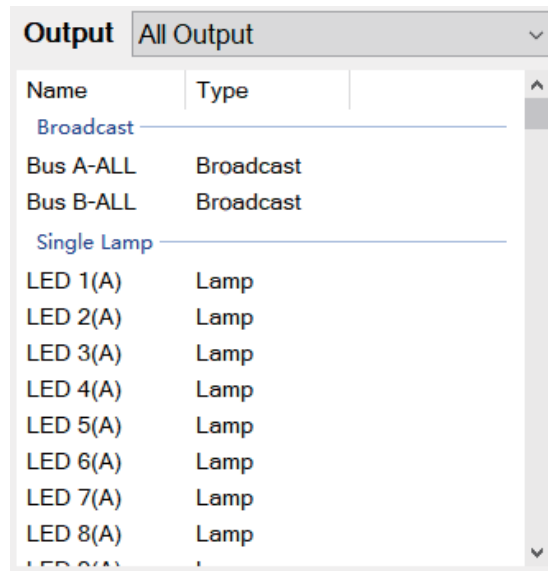 Output All Output
Name Type
Broadcast
Bus A-ALL Broadcast
Bus B-ALL Broadcast
Single Lamp
LED 1(A) Lamp
LED 2(A) Lamp
LED 3(A) Lamp
LED 4(A) Lamp
LED 5(A) Lamp
LED 6(A) Lamp
LED 7(A) Lamp
LED 8(A) Lamp